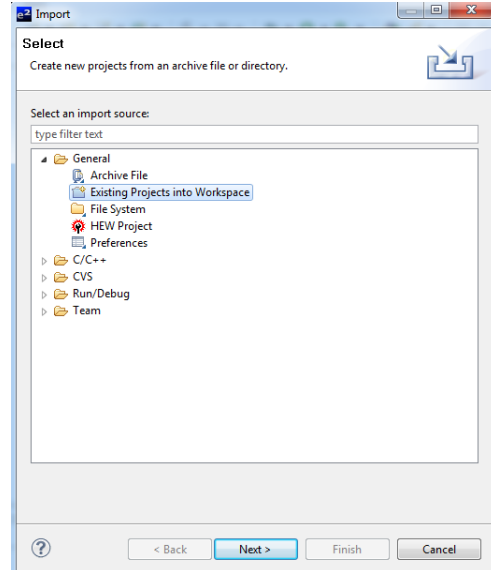 e² Import
Select
Create new projects from an archive file or directory.
Select an import source:
type filter text
General
Archive File
Existing Projects into Workspace
File System
HEW Project
Preferences
C/C++
CVS
Run/Debug
Team
? < Back Next > Finish Cancel